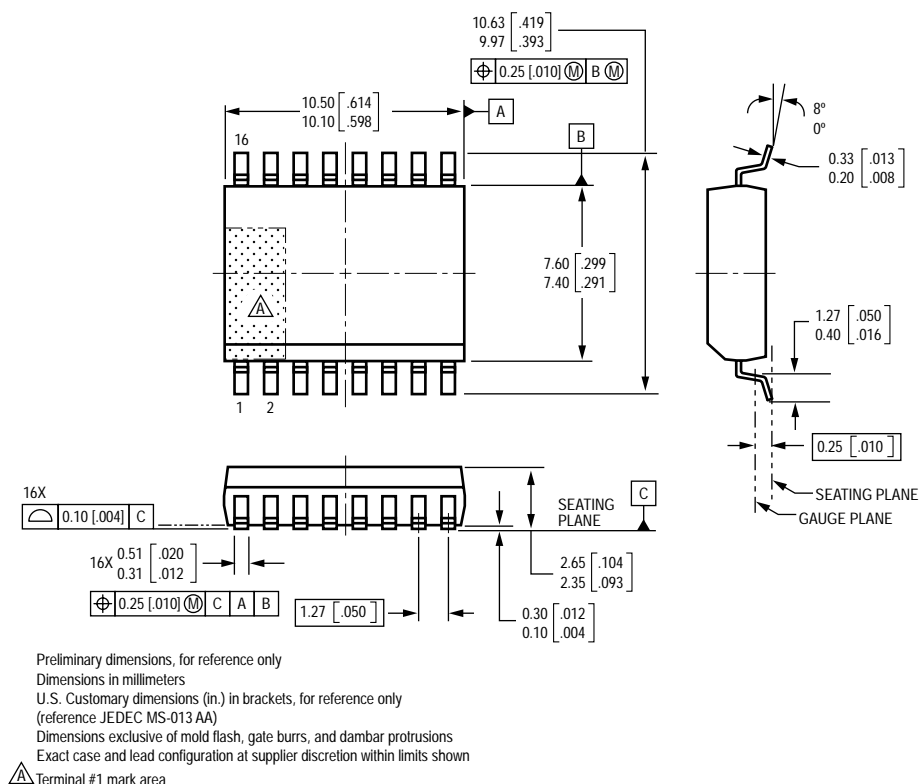 10.63 [.419]
9.97 [.393]
⌖ 0.25 [.010] Ⓜ B Ⓜ
10.50 [.614]
10.10 [.598]
A
8º
0º
16
B
0.33 [.013]
0.20 [.008]
7.60 [.299]
7.40 [.291]
A
1.27 [.050]
0.40 [.016]
1 2
0.25 [.010]
SEATING PLANE
GAUGE PLANE
16X
⌓ 0.10 [.004] C
SEATING
PLANE
C
16X 0.51 [.020]
0.31 [.012]
2.65 [.104]
2.35 [.093]
⌖ 0.25 [.010] Ⓜ C A B
1.27 [.050]
0.30 [.012]
0.10 [.004]
Preliminary dimensions, for reference only
Dimensions in millimeters
U.S. Customary dimensions (in.) in brackets, for reference only
(reference JEDEC MS-013 AA)
Dimensions exclusive of mold flash, gate burrs, and dambar protrusions
Exact case and lead configuration at supplier discretion within limits shown
A Terminal #1 mark area